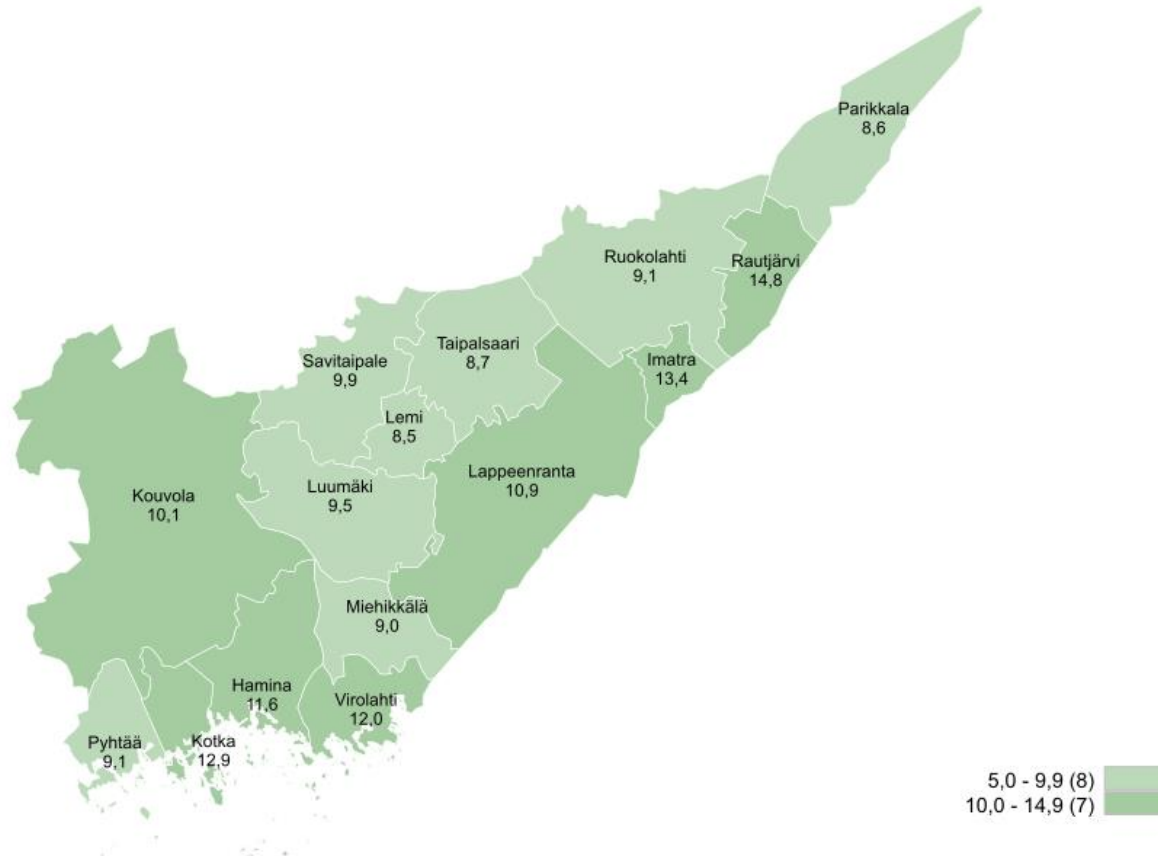 Parikkala
8,6
Ruokolahti
9,1
Rautjärvi
14,8
Taipalsaari
8,7
Savitaipale
9,9
Imatra
13,4
Lemi
8,5
Lappeenranta
10,9
Luumäki
9,5
Kouvola
10,1
Miehikkälä
9,0
Hamina
11,6
Virolahti
12,0
Pyhtää
9,1
Kotka
12,9
5,0 - 9,9 (8)
10,0 - 14,9 (7)